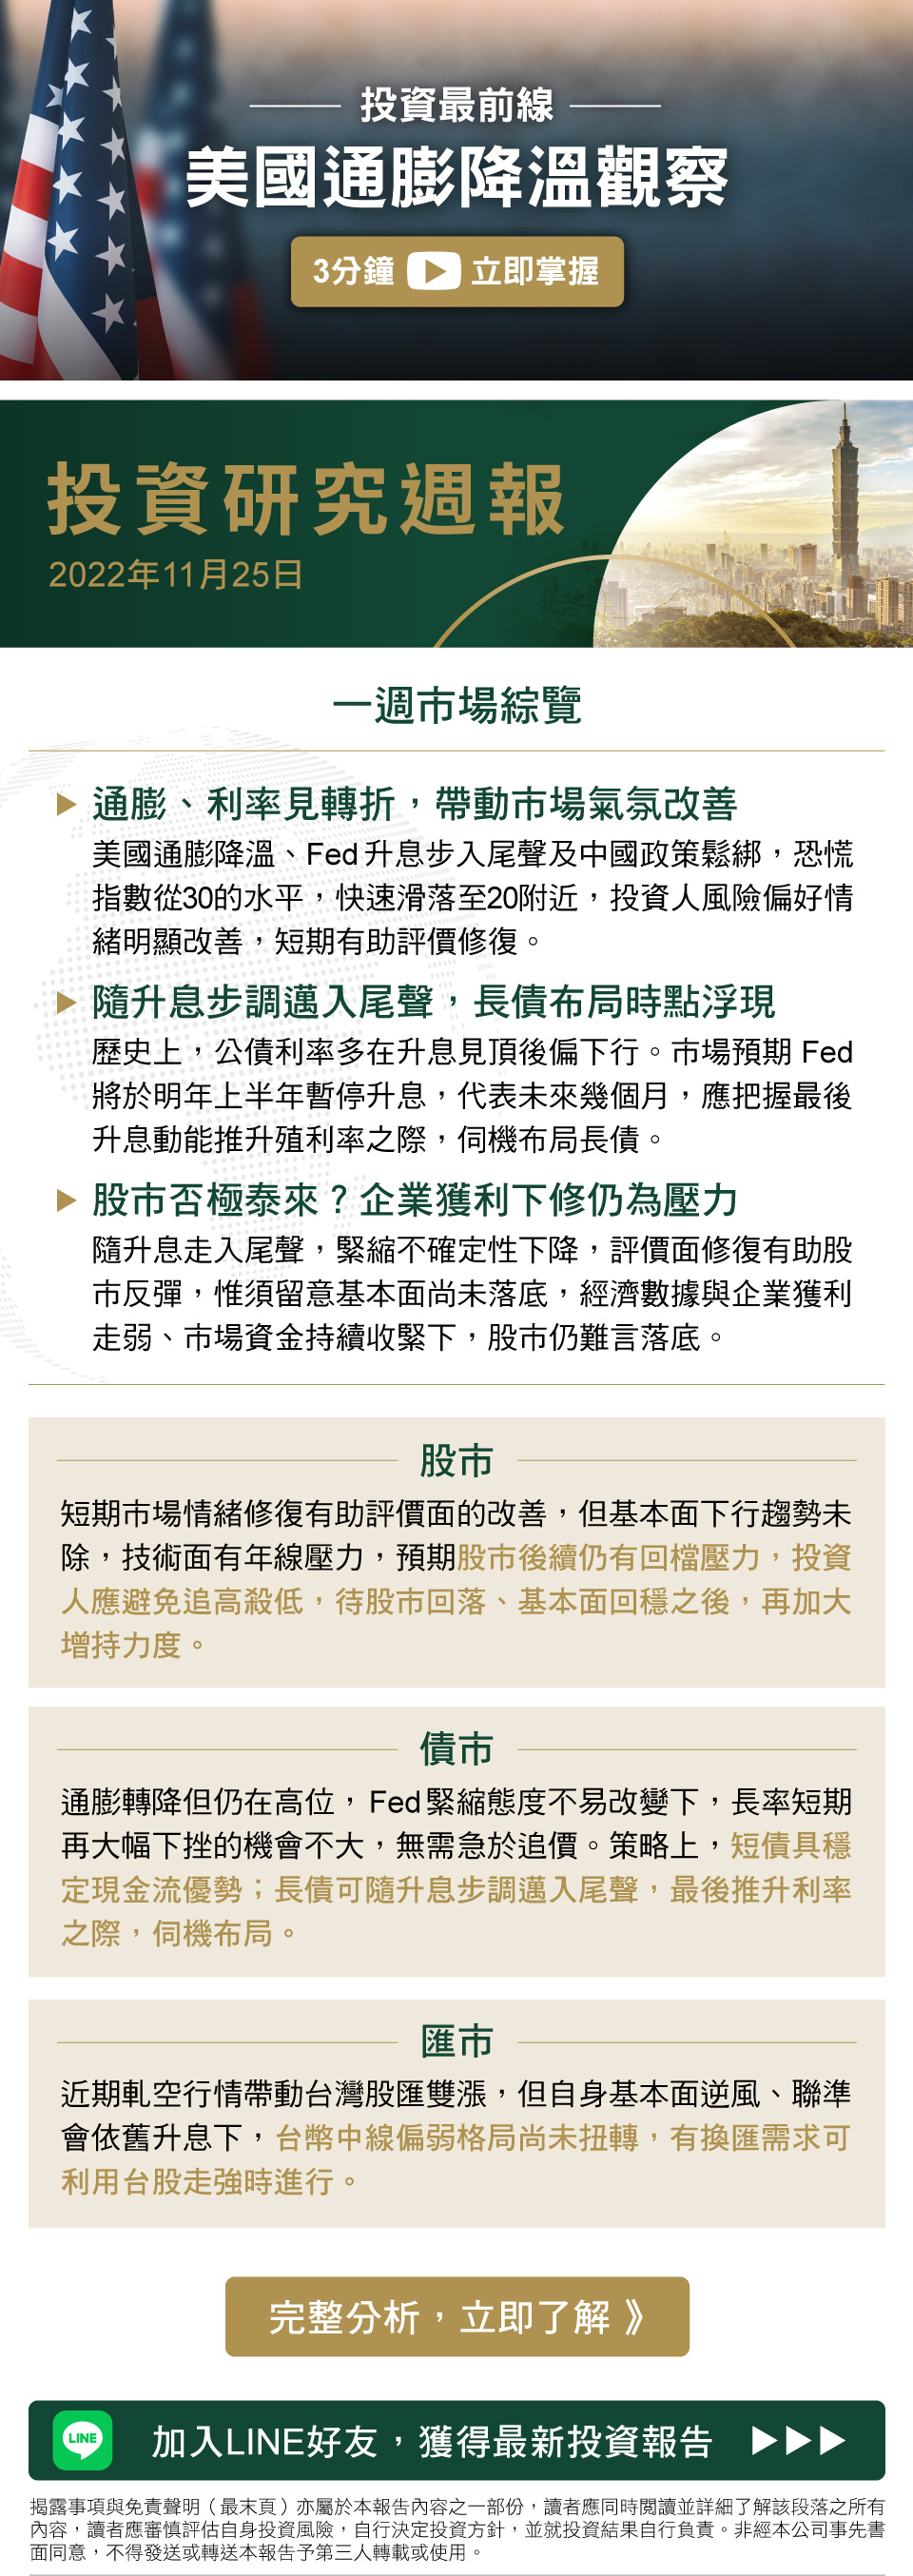 投資最前線
美國通膨降溫觀察
3分鐘 立即掌握
投資研究週報
2022年11月25日
一週市場綜覽
通膨、利率見轉折，帶動市場氣氛改善
美國通膨降溫、Fed升息步入尾聲及中國政策鬆綁，恐慌
指數從30的水平，快速滑落至20附近，投資人風險偏好情
緒明顯改善，短期有助評價修復。
隨升息步調邁入尾聲，長債布局時點浮現
歷史上，公債利率多在升息見頂後偏下行。市場預期 Fed
將於明年上半年暫停升息，代表未來幾個月，應把握最後
升息動能推升殖利率之際，伺機布局長債。
股市否極泰來？企業獲利下修仍為壓力
隨升息走入尾聲，緊縮不確定性下降，評價面修復有助股
市反彈，惟須留意基本面尚未落底，經濟數據與企業獲利
走弱、市場資金持續收緊下，股市仍難言落底。
股市
短期市場情緒修復有助評價面的改善，但基本面下行趨勢未
除，技術面有年線壓力，預期股市後續仍有回檔壓力，投資
人應避免追高殺低，待股市回落、基本面回穩之後，再加大
增持力度。
債市
通膨轉降但仍在高位，Fed緊縮態度不易改變下，長率短期
再大幅下挫的機會不大，無需急於追價。策略上，短債具穩
定現金流優勢；長債可隨升息步調邁入尾聲，最後推升利率
之際，伺機布局。
匯市
近期軋空行情帶動台灣股匯雙漲，但自身基本面逆風、聯準
會依舊升息下，台幣中線偏弱格局尚未扭轉，有換匯需求可
利用台股走強時進行。
完整分析，立即了解 》
LINE 加入LINE好友，獲得最新投資報告 ▶▶▶
揭露事項與免責聲明（最末頁）亦屬於本報告內容之一部份，讀者應同時閱讀並詳細了解該段落之所有
內容，讀者應審慎評估自身投資風險，自行決定投資方針，並就投資結果自行負責。非經本公司事先書
面同意，不得發送或轉送本報告予第三人轉載或使用。